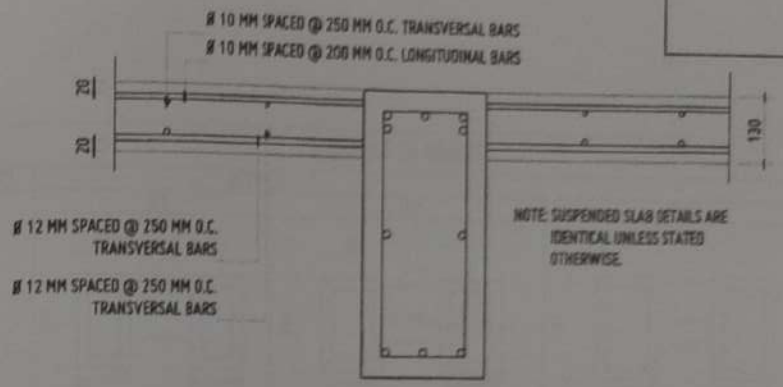 Ø 10 MM SPACED @ 250 MM O.C. TRANSVERSAL BARS
Ø 10 MM SPACED @ 200 MM O.C. LONGITUDINAL BARS
20
20
130
Ø 12 MM SPACED @ 250 MM O.C.
TRANSVERSAL BARS
Ø 12 MM SPACED @ 250 MM O.C.
TRANSVERSAL BARS
NOTE: SUSPENDED SLAB DETAILS ARE
IDENTICAL UNLESS STATED
OTHERWISE.